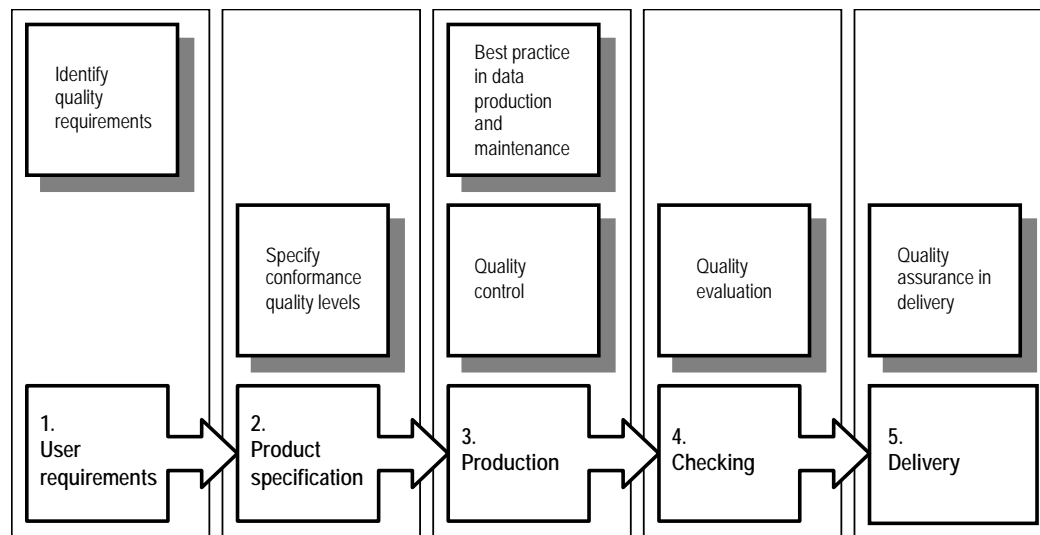 Identify
quality
requirements
Best practice
in data
production
and
maintenance
Specify
conformance
quality levels
Quality
control
Quality
evaluation
Quality
assurance in
delivery
1.
User
requirements
2.
Product
specification
3.
Production
4.
Checking
5.
Delivery